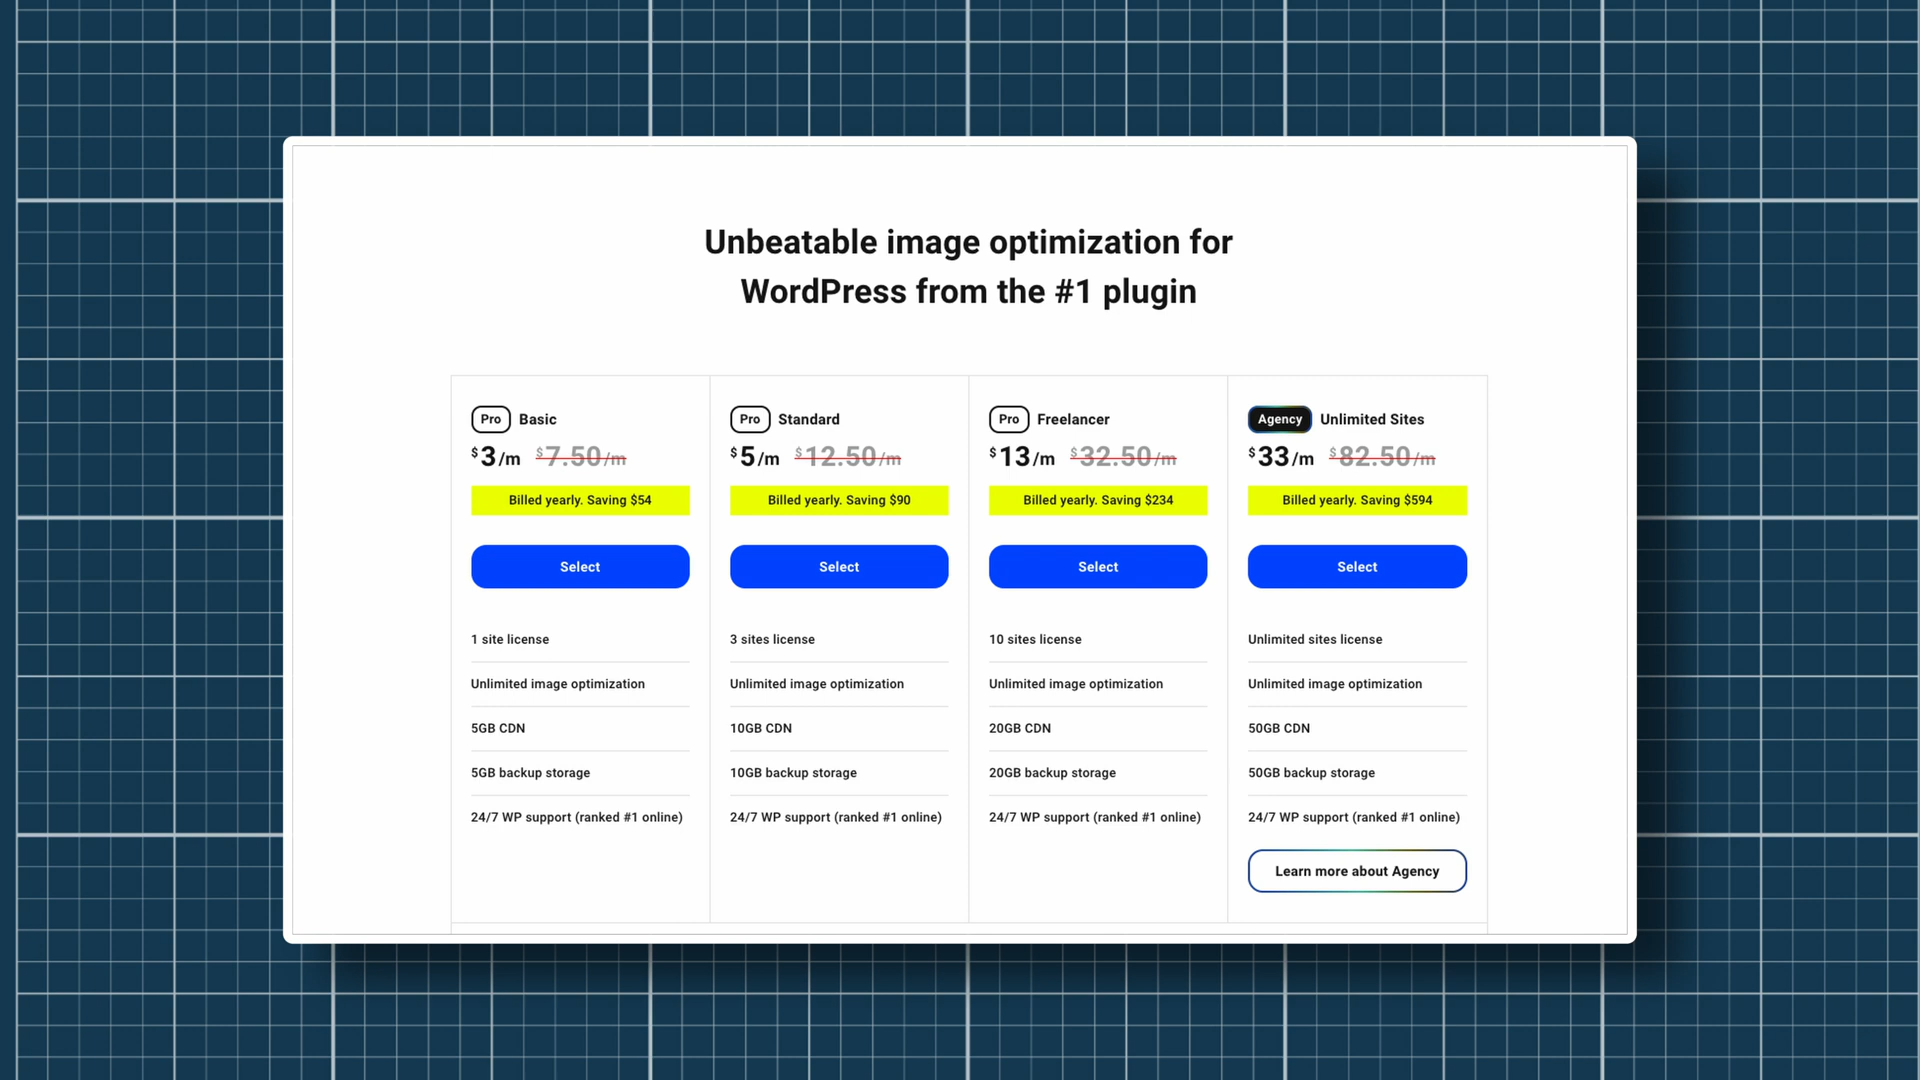 Unbeatable image optimization for
WordPress from the #1 plugin
Pro Basic
$3/m $7.50/m
Billed yearly. Saving $54
Select
1 site license
Unlimited image optimization
5GB CDN
5GB backup storage
24/7 WP support (ranked #1 online)
Pro Standard
$5/m $12.50/m
Billed yearly. Saving $90
Select
3 sites license
Unlimited image optimization
10GB CDN
10GB backup storage
24/7 WP support (ranked #1 online)
Pro Freelancer
$13/m $32.50/m
Billed yearly. Saving $234
Select
10 sites license
Unlimited image optimization
20GB CDN
20GB backup storage
24/7 WP support (ranked #1 online)
Agency Unlimited Sites
$33/m $82.50/m
Billed yearly. Saving $594
Select
Unlimited sites license
Unlimited image optimization
50GB CDN
50GB backup storage
24/7 WP support (ranked #1 online)
Learn more about Agency